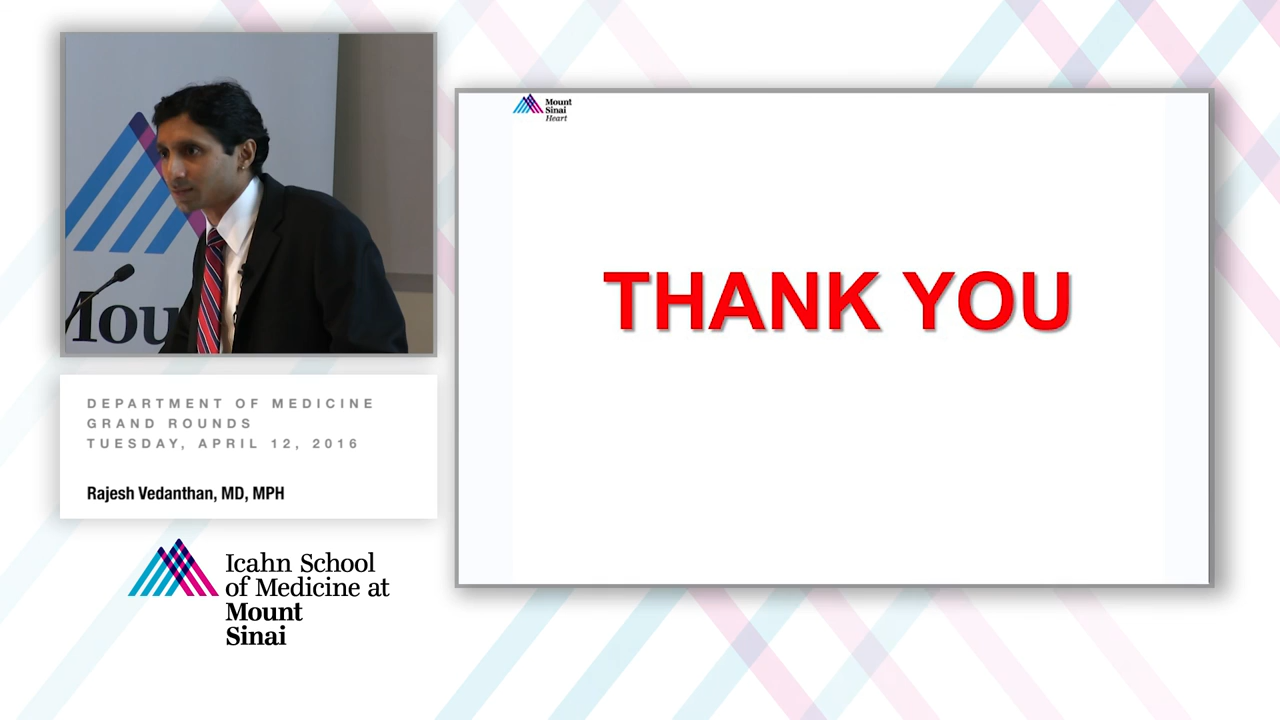 DEPARTMENT OF MEDICINE
GRAND ROUNDS
TUESDAY, APRIL 12, 2016
Rajesh Vedanthan, MD, MPH
Icahn School
of Medicine at
Mount
Sinai
Mount
Sinai
Heart
THANK YOU